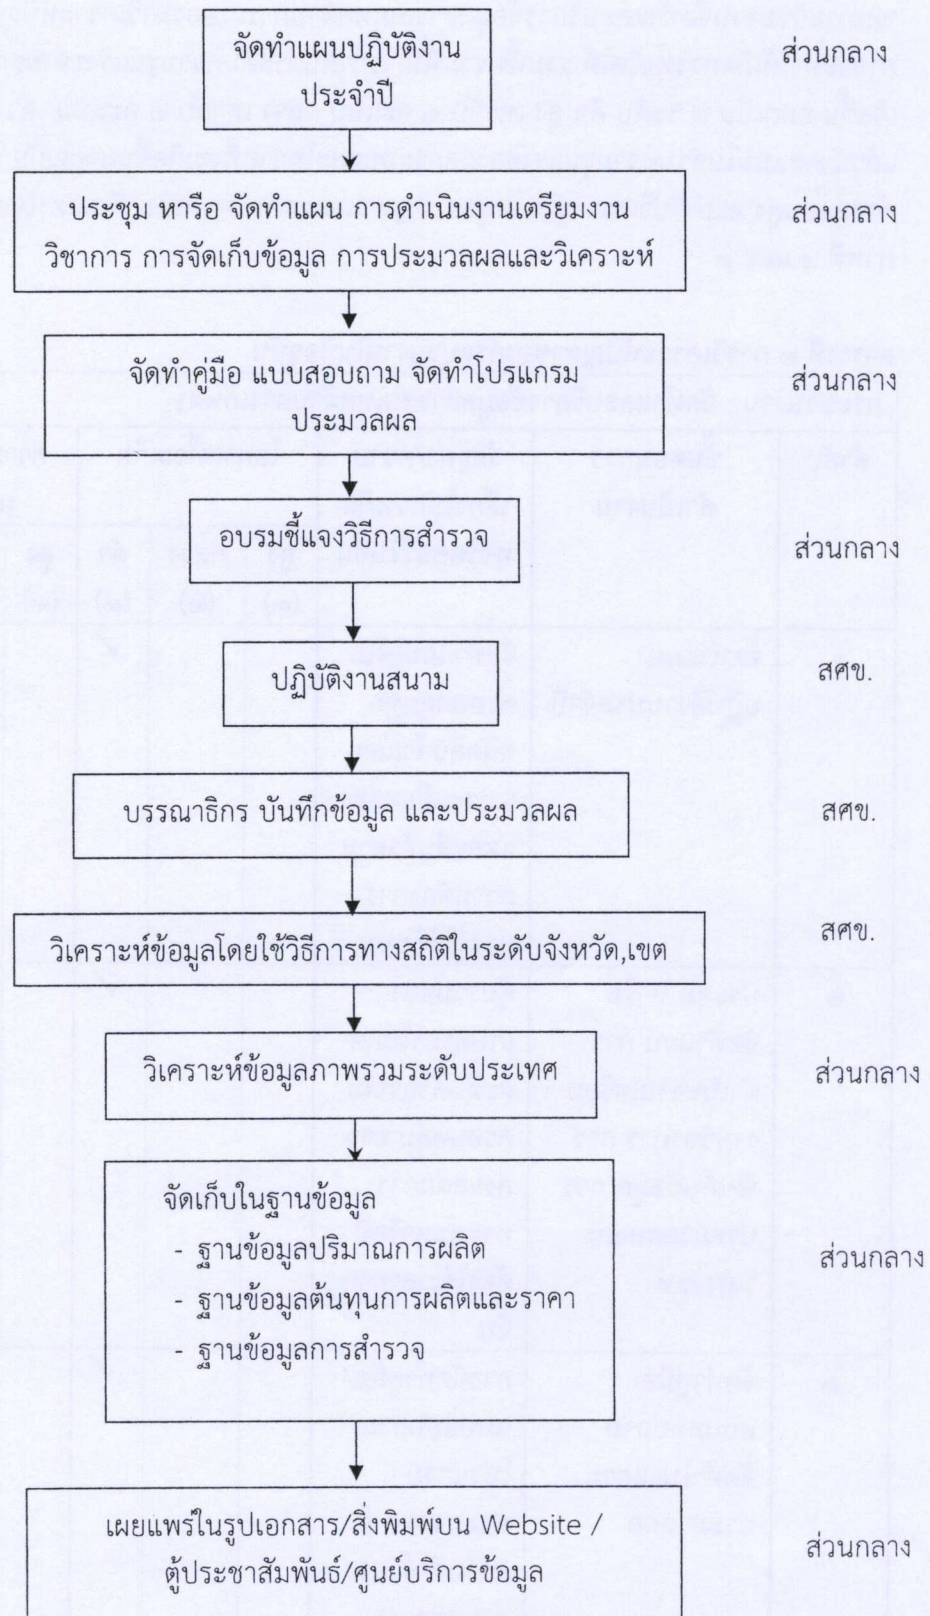 จัดทำแผนปฏิบัติงาน
ประจำปี
ส่วนกลาง
ประชุม หารือ จัดทำแผน การดำเนินงานเตรียมงาน
วิชาการ การจัดเก็บข้อมูล การประมวลผลและวิเคราะห์
ส่วนกลาง
จัดทำคู่มือ แบบสอบถาม จัดทำโปรแกรม
ประมวลผล
ส่วนกลาง
อบรมชี้แจงวิธีการสำรวจ
ส่วนกลาง
ปฏิบัติงานสนาม
สศข.
บรรณาธิกร บันทึกข้อมูล และประมวลผล
สศข.
วิเคราะห์ข้อมูลโดยใช้วิธีการทางสถิติในระดับจังหวัด,เขต
สศข.
วิเคราะห์ข้อมูลภาพรวมระดับประเทศ
ส่วนกลาง
จัดเก็บในฐานข้อมูล
- ฐานข้อมูลปริมาณการผลิต
- ฐานข้อมูลต้นทุนการผลิตและราคา
- ฐานข้อมูลการสำรวจ
ส่วนกลาง
เผยแพร่ในรูปเอกสาร/สิ่งพิมพ์บน Website /
ตู้ประชาสัมพันธ์/ศูนย์บริการข้อมูล
ส่วนกลาง